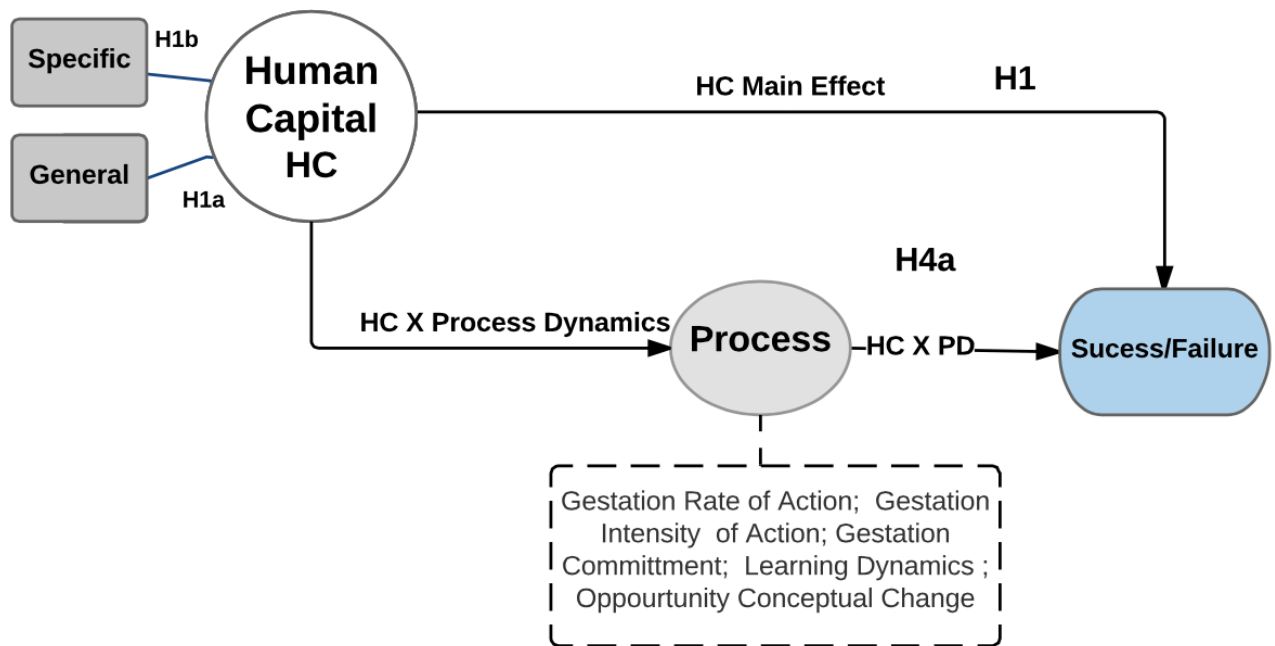 Specific
H1b
General
H1a
Human
Capital
HC
HC Main Effect
H1
H4a
HC X Process Dynamics
Process
HC X PD
Sucess/Failure
Gestation Rate of Action; Gestation
Intensity of Action; Gestation
Committment; Learning Dynamics ;
Oppourtunity Conceptual Change